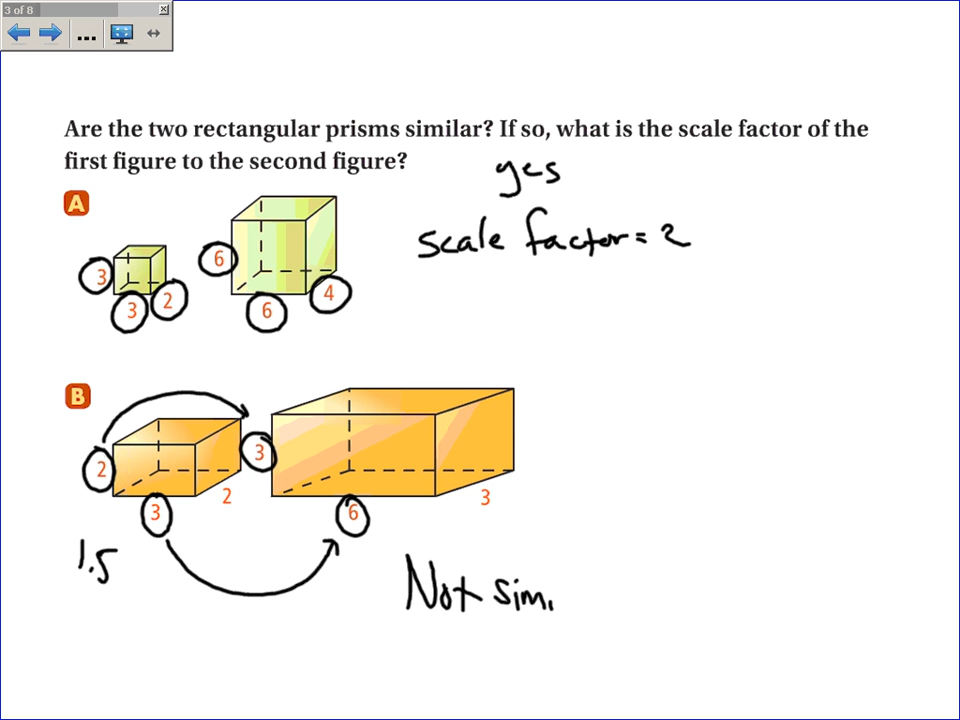 3 of 8
Are the two rectangular prisms similar? If so, what is the scale factor of the
first figure to the second figure?
yes
scale factor = 2
A
3
3
2
6
6
4
B
2
3
2
3
6
3
1.5
Not sim.